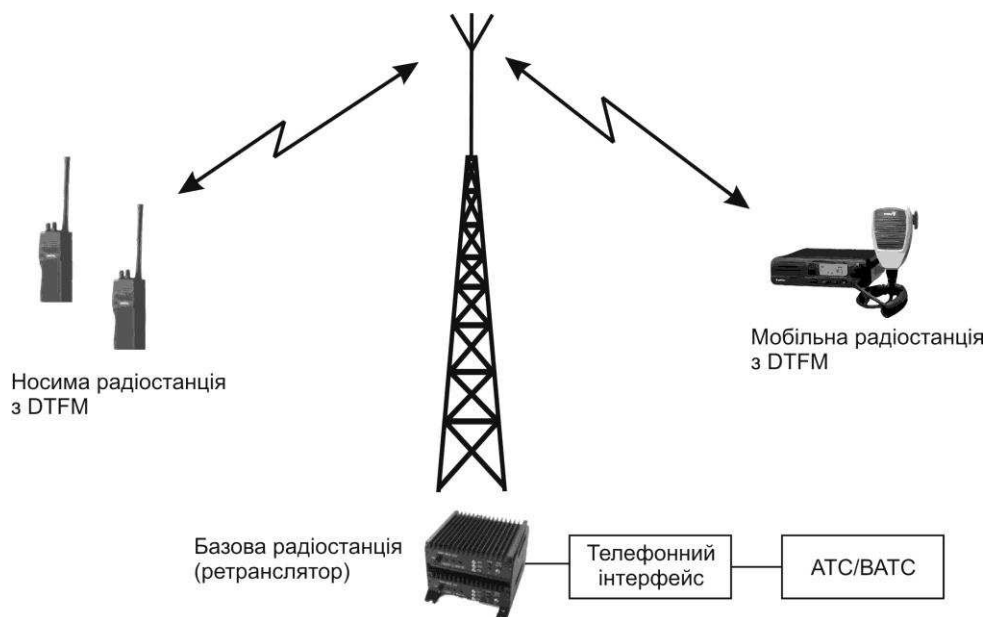 Носима радіостанція
з DTFM
Мобільна радіостанція
з DTFM
Базова радіостанція
(ретранслятор)
Телефонний
інтерфейс
АТС/ВАТС